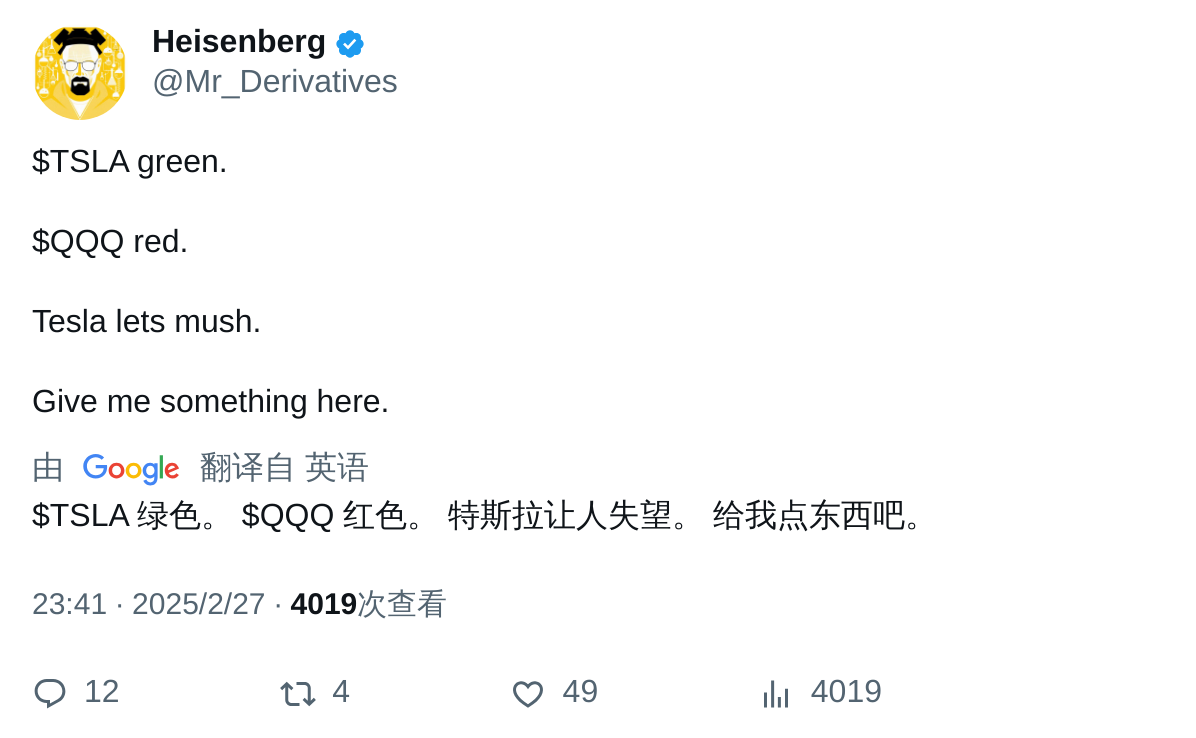 Heisenberg
@Mr_Derivatives
$TSLA green.
$QQQ red.
Tesla lets mush.
Give me something here.
由 Google 翻译自 英语
$TSLA 绿色。 $QQQ 红色。 特斯拉让人失望。 给我点东西吧。
23:41 · 2025/2/27 · 4019次查看
12 4 49 4019